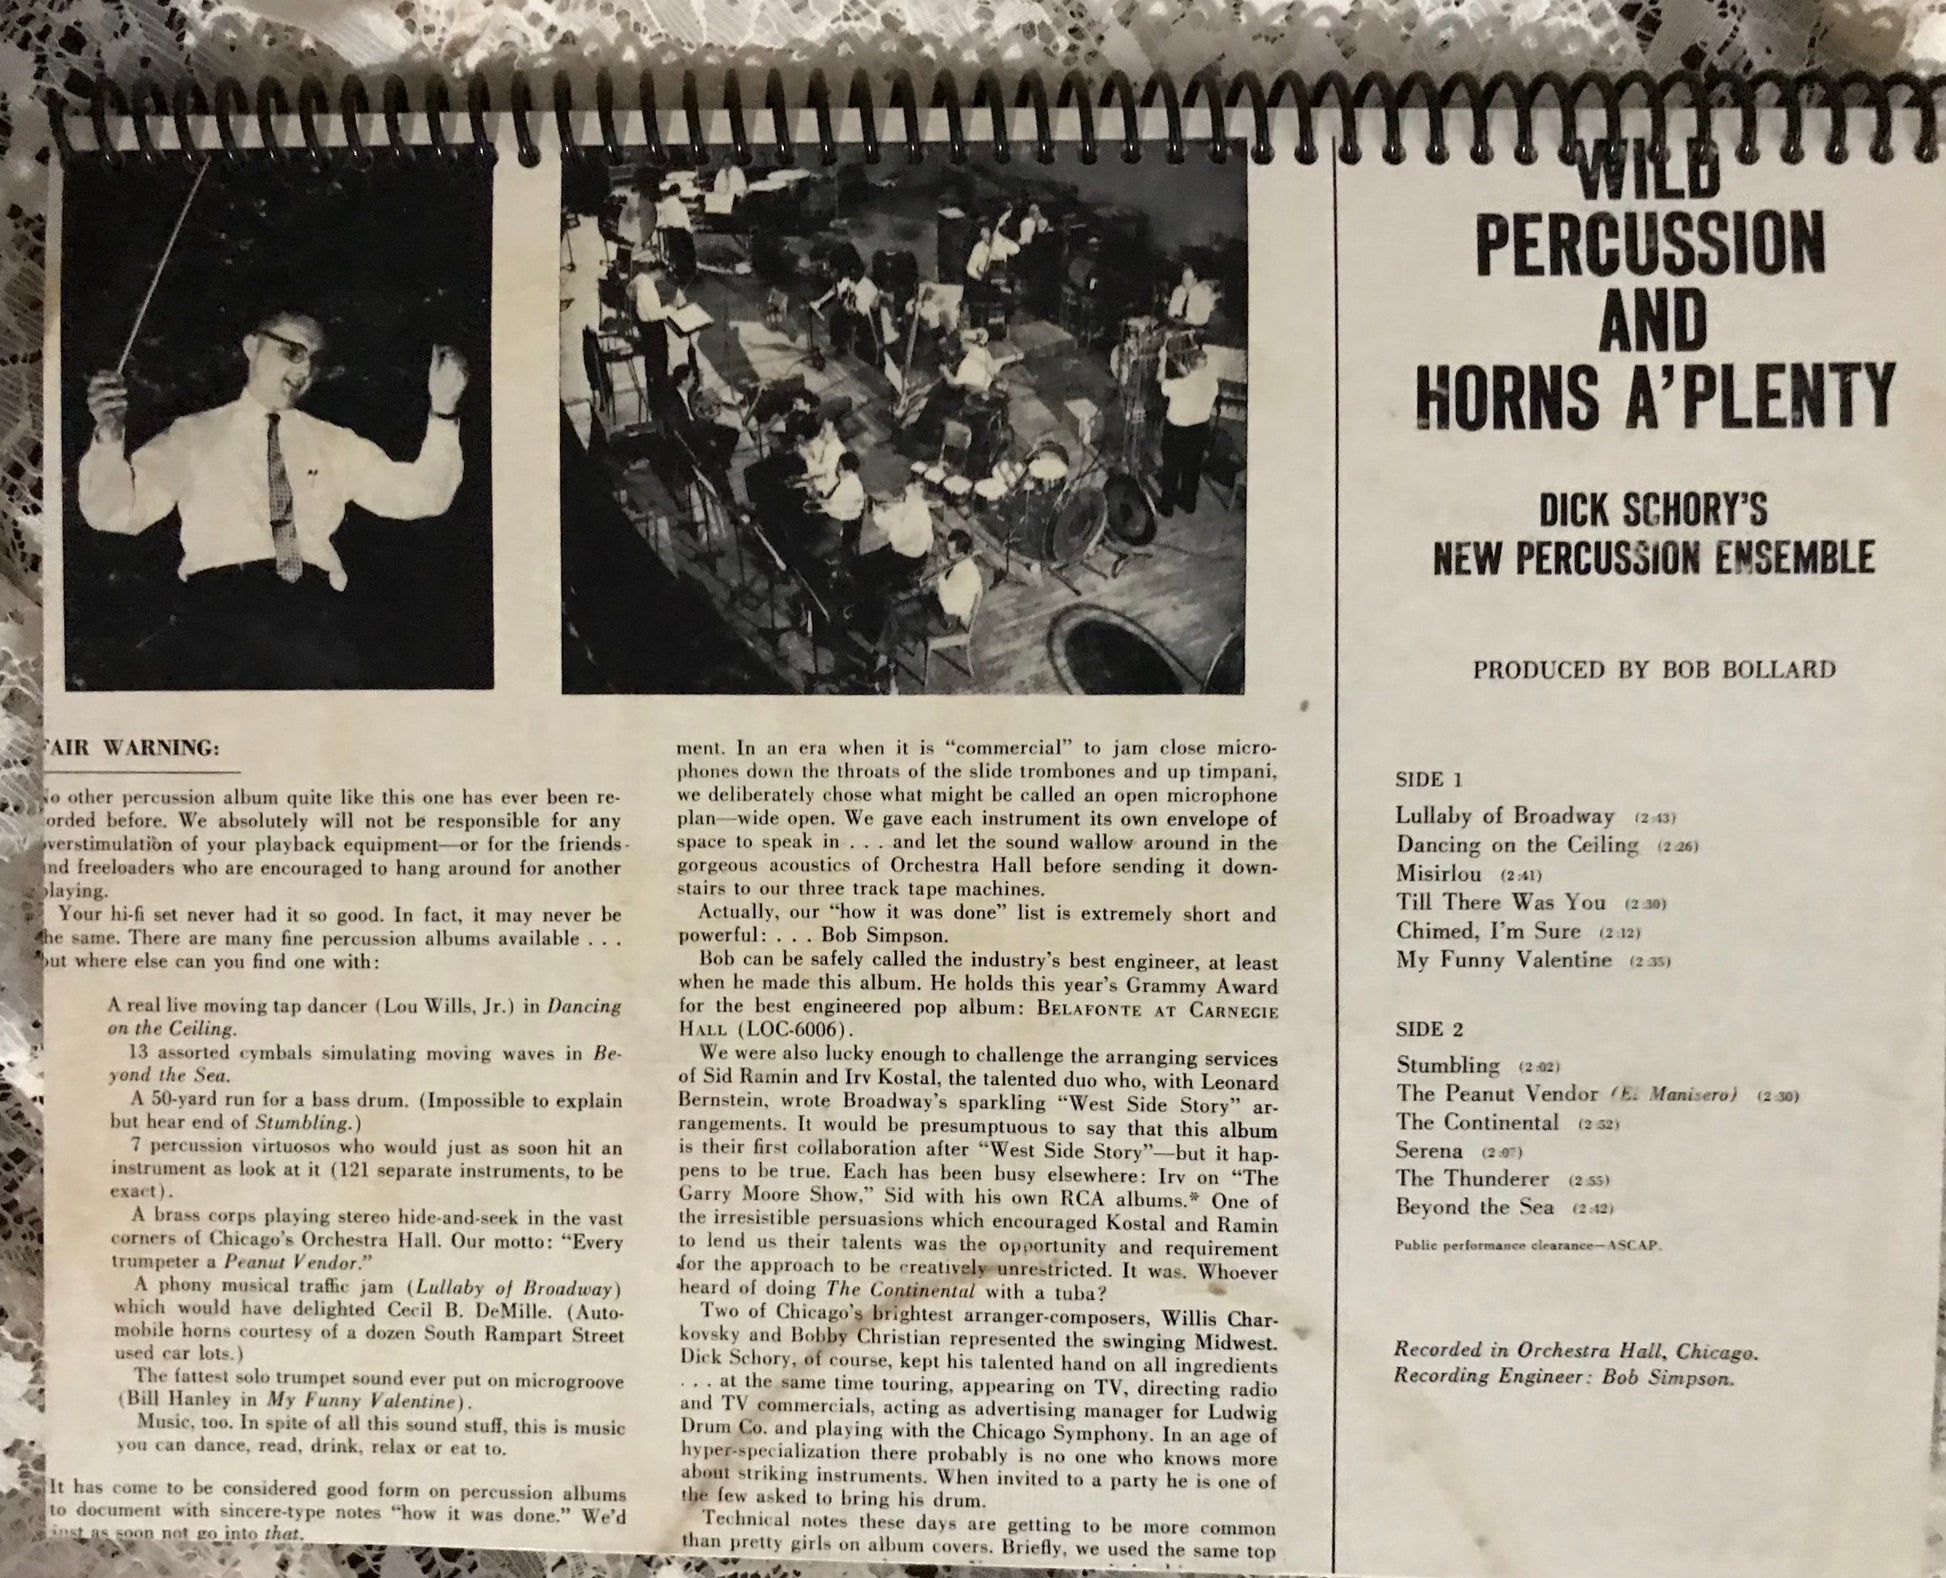 FAIR WARNING:
No other percussion album quite like this one has ever been re-
corded before. We absolutely will not be responsible for any
overstimulation of your playback equipment—or for the friends
and freeloaders who are encouraged to hang around for another
playing.
Your hi-fi set never had it so good. In fact, it may never be
the same. There are many fine percussion albums available . . .
but where else can you find one with:
A real live moving tap dancer (Lou Wills, Jr.) in Dancing
on the Ceiling.
13 assorted cymbals simulating moving waves in Be-
yond the Sea.
A 50-yard run for a bass drum. (Impossible to explain
but hear end of Stumbling.)
7 percussion virtuosos who would just as soon hit an
instrument as look at it (121 separate instruments, to be
exact).
A brass corps playing stereo hide-and-seek in the vast
corners of Chicago's Orchestra Hall. Our motto: "Every
trumpeter a Peanut Vendor."
A phony musical traffic jam (Lullaby of Broadway)
which would have delighted Cecil B. DeMille. (Auto-
mobile horns courtesy of a dozen South Rampart Street
used car lots.)
The fattest solo trumpet sound ever put on microgroove
(Bill Hanley in My Funny Valentine).
Music, too. In spite of all this sound stuff, this is music
you can dance, read, drink, relax or eat to.
It has come to be considered good form on percussion albums
to document with sincere-type notes "how it was done." We'd
just as soon not go into that.
ment. In an era when it is "commercial" to jam close micro-
phones down the throats of the slide trombones and up timpani,
we deliberately chose what might be called an open microphone
plan—wide open. We gave each instrument its own envelope of
space to speak in . . . and let the sound wallow around in the
gorgeous acoustics of Orchestra Hall before sending it down-
stairs to our three track tape machines.
Actually, our "how it was done" list is extremely short and
powerful: . . . Bob Simpson.
Bob can be safely called the industry's best engineer, at least
when he made this album. He holds this year's Grammy Award
for the best engineered pop album: BELAFONTE AT CARNEGIE
HALL (LOC-6006).
We were also lucky enough to challenge the arranging services
of Sid Ramin and Irv Kostal, the talented duo who, with Leonard
Bernstein, wrote Broadway's sparkling "West Side Story" ar-
rangements. It would be presumptuous to say that this album
is their first collaboration after "West Side Story"—but it hap-
pens to be true. Each has been busy elsewhere: Irv on "The
Garry Moore Show," Sid with his own RCA albums.* One of
the irresistible persuasions which encouraged Kostal and Ramin
to lend us their talents was the opportunity and requirement
for the approach to be creatively unrestricted. It was. Whoever
heard of doing The Continental with a tuba?
Two of Chicago's brightest arranger-composers, Willis Char-
kovsky and Bobby Christian represented the swinging Midwest.
Dick Schory, of course, kept his talented hand on all ingredients
. . . at the same time touring, appearing on TV, directing radio
and TV commercials, acting as advertising manager for Ludwig
Drum Co. and playing with the Chicago Symphony. In an age of
hyper-specialization there probably is no one who knows more
about striking instruments. When invited to a party he is one of
the few asked to bring his drum.
Technical notes these days are getting to be more common
than pretty girls on album covers. Briefly, we used the same top
WILD
PERCUSSION
AND
HORNS A'PLENTY
DICK SCHORY'S
NEW PERCUSSION ENSEMBLE
PRODUCED BY BOB BOLLARD
SIDE 1
Lullaby of Broadway (2:43)
Dancing on the Ceiling (2:26)
Misirlou (2:41)
Till There Was You (2:30)
Chimed, I'm Sure (2:12)
My Funny Valentine (2:35)
SIDE 2
Stumbling (2:02)
The Peanut Vendor (E. Manisero) (2:30)
The Continental (2:52)
Serena
The Thunderer (2:55)
Beyond the Sea (2:42)
Public performance clearance—ASCAP.
Recorded in Orchestra Hall, Chicago.
Recording Engineer: Bob Simpson.